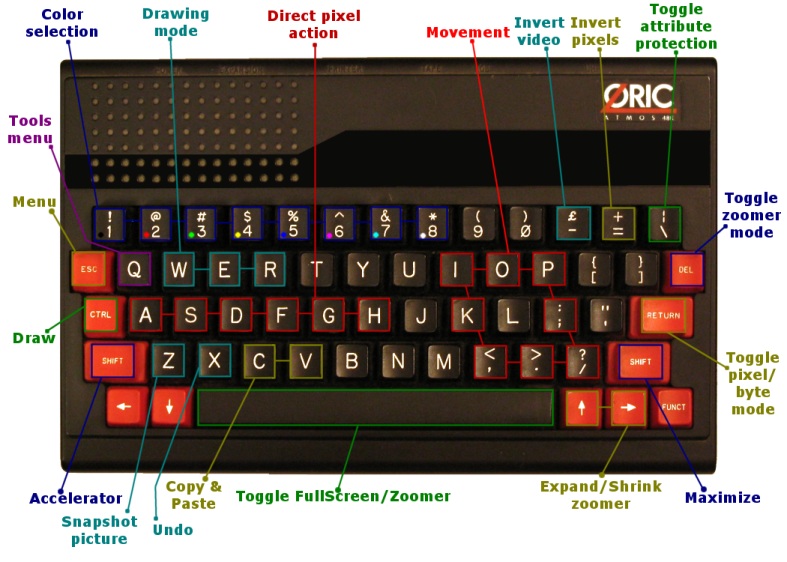 Color
selection
Drawing
mode
Direct pixel
action
Movement
Invert
video
Invert
pixels
Toggle
attribute
protection
ORIC
ATMOS 48K
Tools
menu
Menu
! 1 @ 2 # 3 $ 4 % 5 ^ 6 & 7 * 8 ( 9 ) 0 £ - + = ¦ \
Toggle
zoomer
mode
ESC Q W E R T Y U I O P { [ } ] DEL
CTRL A S D F G H J K L : ; " ' RETURN
Draw
SHIFT Z X C V B N M < , > . ? / SHIFT
Toggle
pixel/
byte
mode
← ↓ ↑ → FUNCT
Accelerator
Snapshot
picture
Undo
Copy &
Paste
Toggle FullScreen/Zoomer
Expand/Shrink
zoomer
Maximize